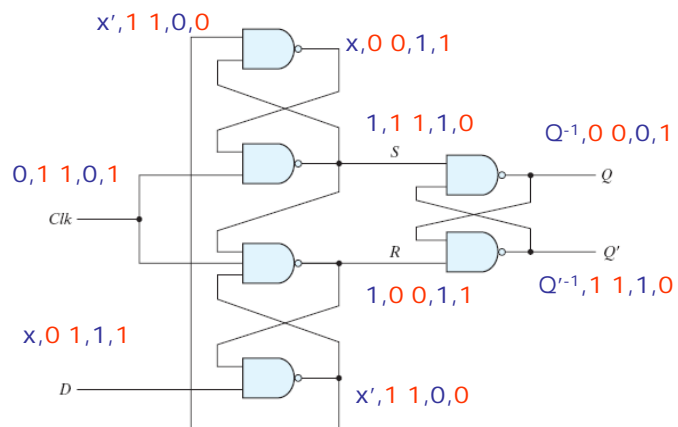 x',1 1,0,0
x,0 0,1,1
1,1 1,1,0
S
Q-1,0 0,0,1
Q
0,1 1,0,1
Clk
R
Q'
1,0 0,1,1
Q'-1,1 1,1,0
x,0 1,1,1
D
x',1 1,0,0